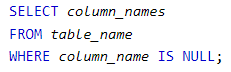 SELECT column_names
FROM table_name
WHERE column_name IS NULL;